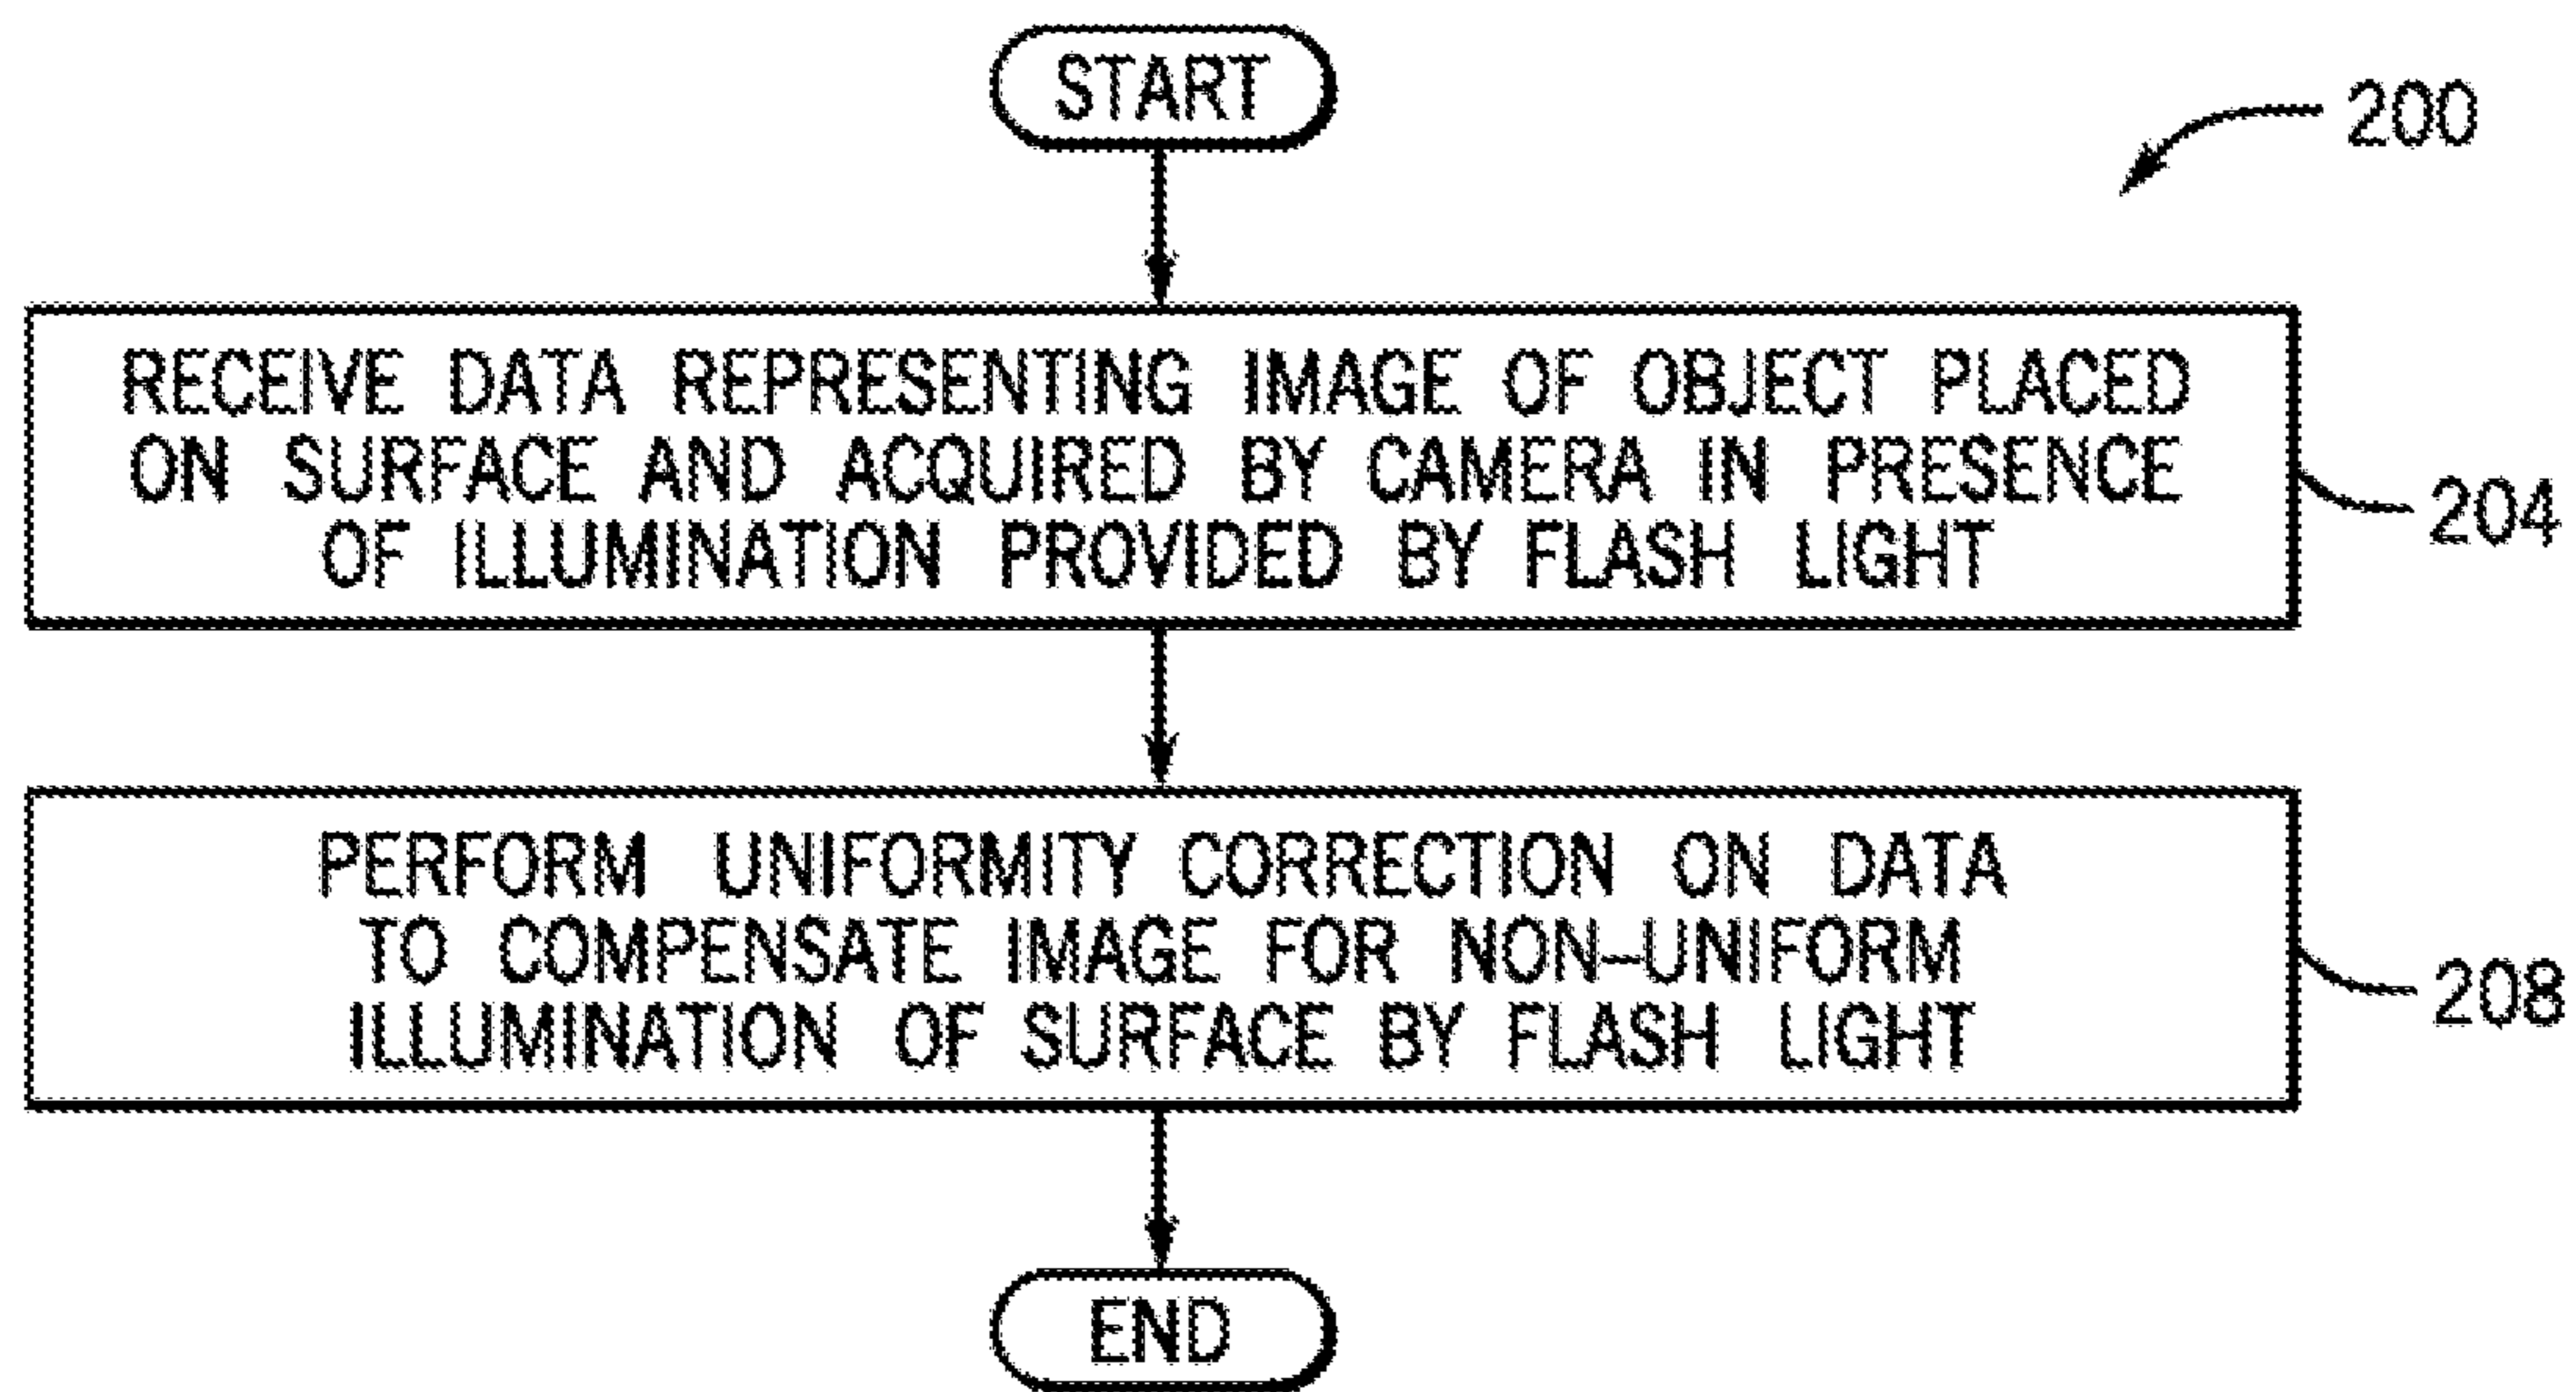 START
200
RECEIVE DATA REPRESENTING IMAGE OF OBJECT PLACED
ON SURFACE AND ACQUIRED BY CAMERA IN PRESENCE
OF ILLUMINATION PROVIDED BY FLASH LIGHT
204
PERFORM UNIFORMITY CORRECTION ON DATA
TO COMPENSATE IMAGE FOR NON-UNIFORM
ILLUMINATION OF SURFACE BY FLASH LIGHT
208
END